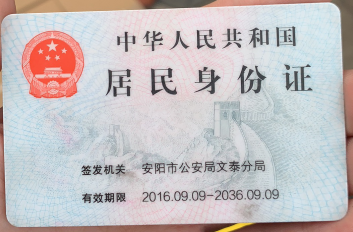 中华人民共和国
居民身份证
签发机关 安阳市公安局文泰分局
有效期限 2016.09.09-2036.09.09